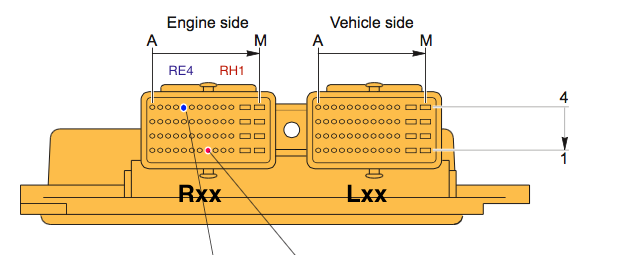 Engine side Vehicle side
A M A M
RE4 RH1
4
1
Rxx Lxx